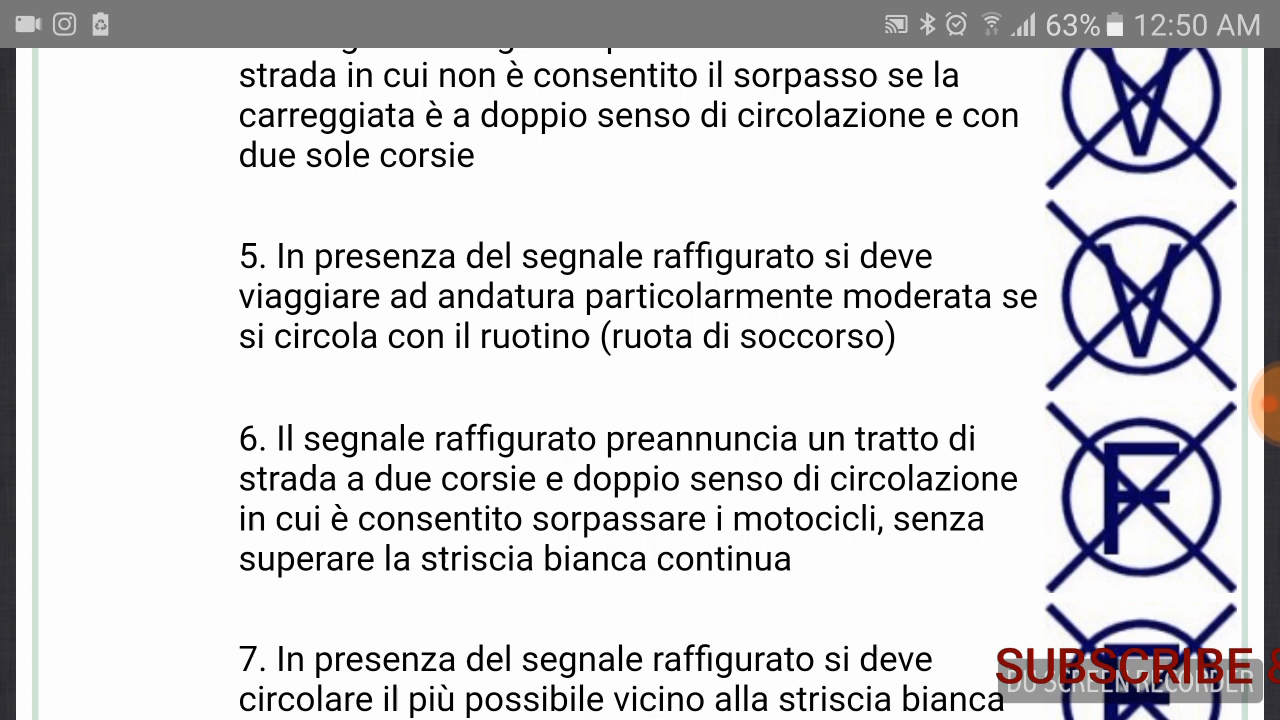 63% 12:50 AM
strada in cui non è consentito il sorpasso se la
carreggiata è a doppio senso di circolazione e con
due sole corsie
V
5. In presenza del segnale raffigurato si deve
viaggiare ad andatura particolarmente moderata se
si circola con il ruotino (ruota di soccorso)
V
6. Il segnale raffigurato preannuncia un tratto di
strada a due corsie e doppio senso di circolazione
in cui è consentito sorpassare i motocicli, senza
superare la striscia bianca continua
F
7. In presenza del segnale raffigurato si deve
circolare il più possibile vicino alla striscia bianca
F
SUBSCRIBE &
DU SCREEN RECORDER